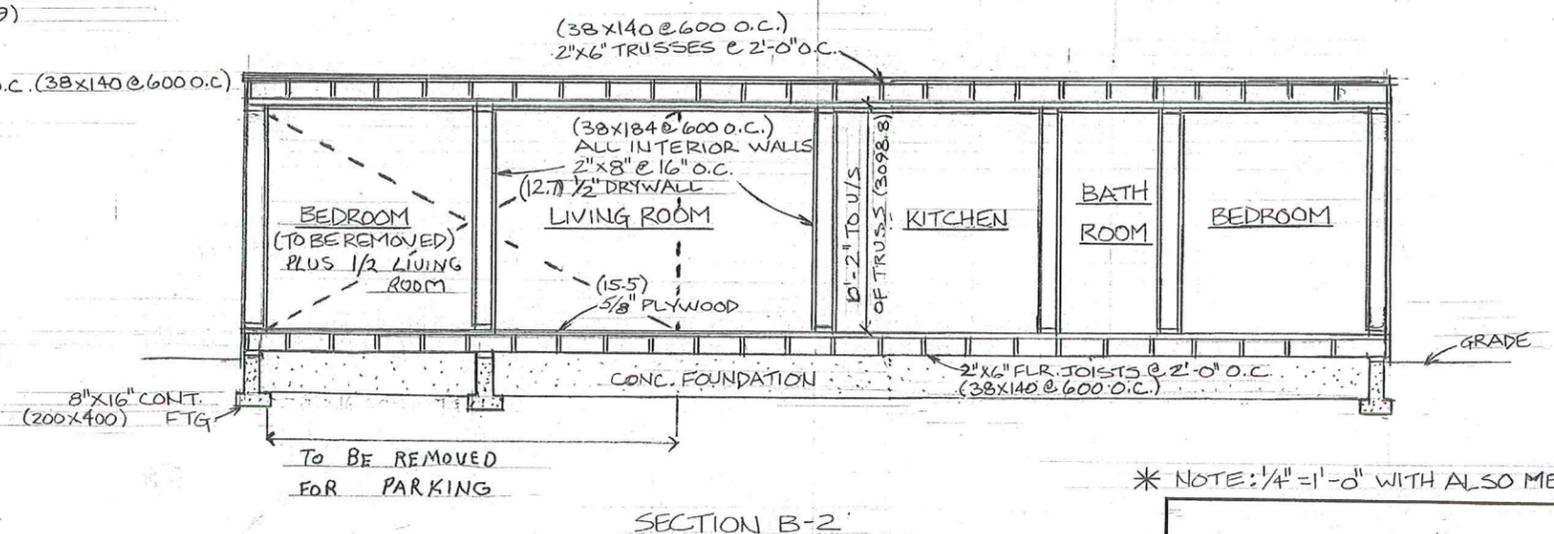 9)
(38X140 @ 600 O.C.)
2"X6" TRUSSES @ 2'-0" O.C.
O.C. (38X140 @ 600 O.C)
(38X184 @ 600 O.C.)
ALL INTERIOR WALLS
2"X8" @ 16" O.C.
(12.7) 1/2" DRYWALL
BEDROOM
(TO BE REMOVED)
PLUS 1/2 LIVING
ROOM
LIVING ROOM
(15.5)
5/8" PLYWOOD
10'-2" TO U/S
OF TRUSS (3098.8)
KITCHEN
BATH
ROOM
BEDROOM
GRADE
CONC. FOUNDATION
2"X6" FLR. JOISTS @ 2'-0" O.C.
(38X140 @ 600 O.C.)
8"X16" CONT.
(200X400) FTG
TO BE REMOVED
FOR PARKING
* NOTE: 1/4" = 1'-0" WITH ALSO ME
SECTION B-2